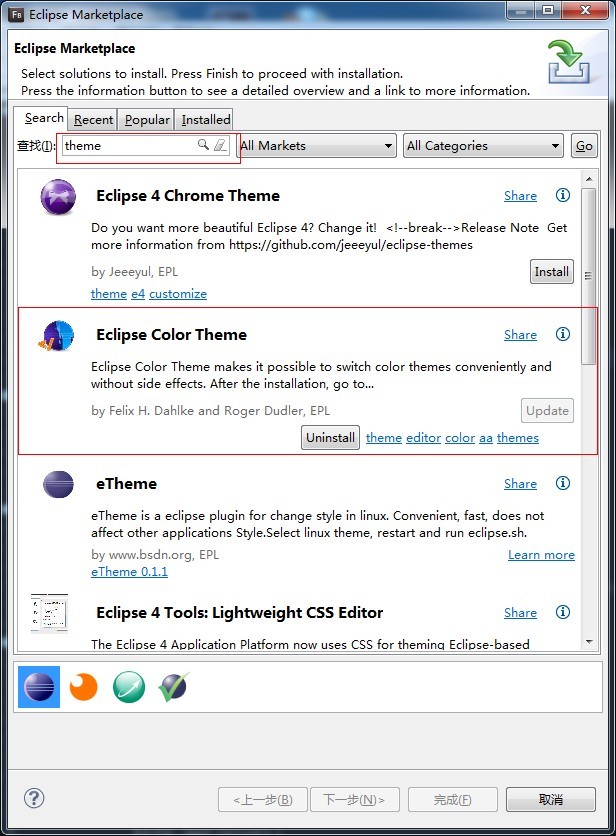 Fb Eclipse Marketplace
Eclipse Marketplace
Select solutions to install. Press Finish to proceed with installation.
Press the information button to see a detailed overview and a link to more information.
Search Recent Popular Installed
查找(I): theme All Markets All Categories Go
Eclipse 4 Chrome Theme Share
Do you want more beautiful Eclipse 4? Change it! <!--break-->Release Note Get
more information from https://github.com/jeeeyul/eclipse-themes
by Jeeeyul, EPL Install
theme e4 customize
Eclipse Color Theme Share
Eclipse Color Theme makes it possible to switch color themes conveniently and
without side effects. After the installation, go to...
by Felix H. Dahlke and Roger Dudler, EPL Update
Uninstall theme editor color aa themes
eTheme Share
eTheme is a eclipse plugin for change style in linux. Convenient, fast, does not
affect other applications Style.Select linux theme, restart and run eclipse.sh.
by www.bsdn.org, EPL Learn more
eTheme 0.1.1
Eclipse 4 Tools: Lightweight CSS Editor Share
The Eclipse 4 Application Platform now uses CSS for theming Eclipse-based
<上一步(B) 下一步(N)> 完成(F) 取消